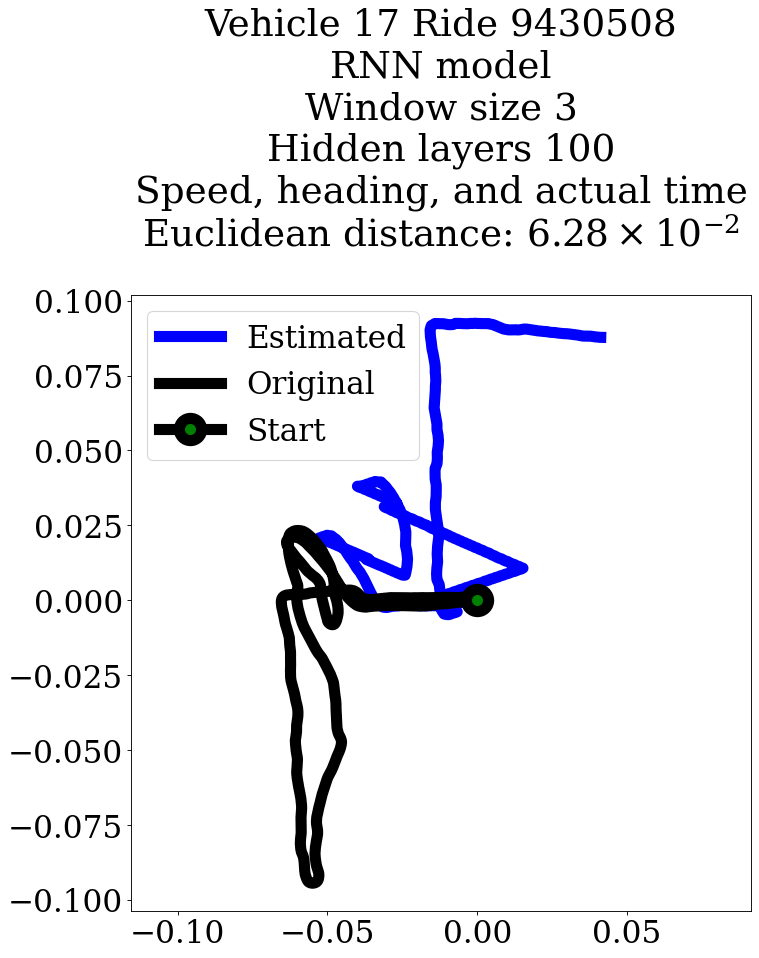 Vehicle 17 Ride 9430508
RNN model
Window size 3
Hidden layers 100
Speed, heading, and actual time
Euclidean distance: 6.28 × 10⁻²
Estimated
Original
Start
0.100
0.075
0.050
0.025
0.000
−0.025
−0.050
−0.075
−0.100
−0.10 −0.05 0.00 0.05